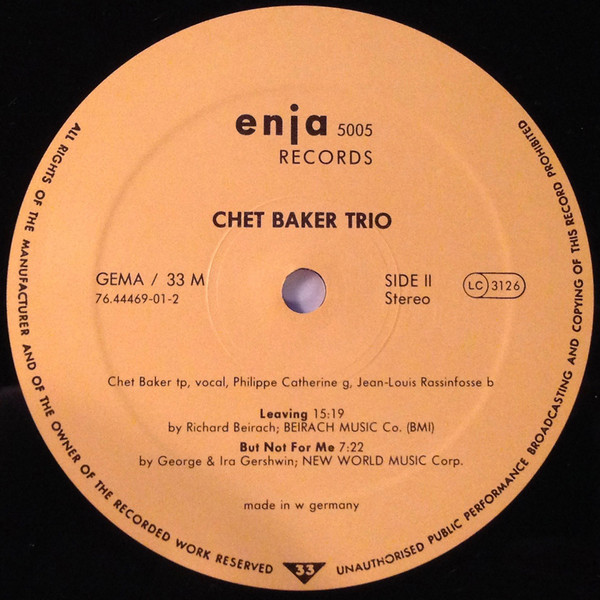 enja 5005
RECORDS
CHET BAKER TRIO
GEMA / 33 M
76.44469-01-2
SIDE II
Stereo
LC 3126
Chet Baker tp, vocal, Philippe Catherine g, Jean-Louis Rassinfosse b
Leaving 15:19
by Richard Beirach; BEIRACH MUSIC Co. (BMI)
But Not For Me 7:22
by George & Ira Gershwin; NEW WORLD MUSIC Corp.
made in w germany
ALL RIGHTS OF THE MANUFACTURER AND OF THE OWNER OF THE RECORDED WORK RESERVED
33
UNAUTHORISED PUBLIC PERFORMANCE BROADCASTING AND COPYING OF THIS RECORD PROHIBITED